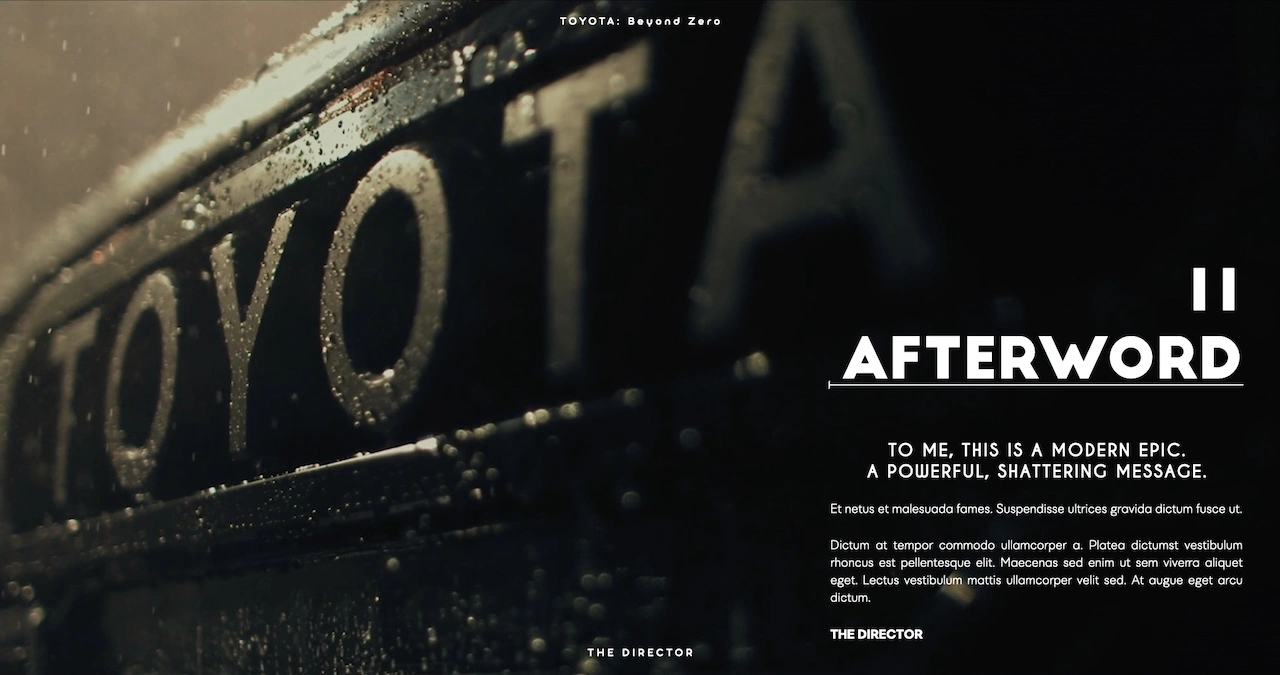 TOYOTA: Beyond Zero
TOYOTA
II
AFTERWORD
TO ME, THIS IS A MODERN EPIC.
A POWERFUL, SHATTERING MESSAGE.
Et netus et malesuada fames. Suspendisse ultrices gravida dictum fusce ut.
Dictum at tempor commodo ullamcorper a. Platea dictumst vestibulum
rhoncus est pellentesque elit. Maecenas sed enim ut sem viverra aliquet
eget. Lectus vestibulum mattis ullamcorper velit sed. At augue eget arcu
dictum.
THE DIRECTOR
THE DIRECTOR